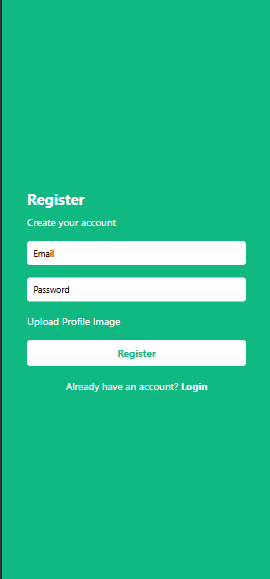 Register
Create your account
Email
Password
Upload Profile Image
Register
Already have an account? Login